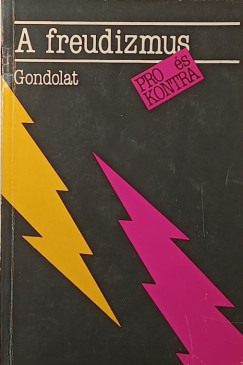 A freudizmus
Gondolat
PRO és
KONTRA